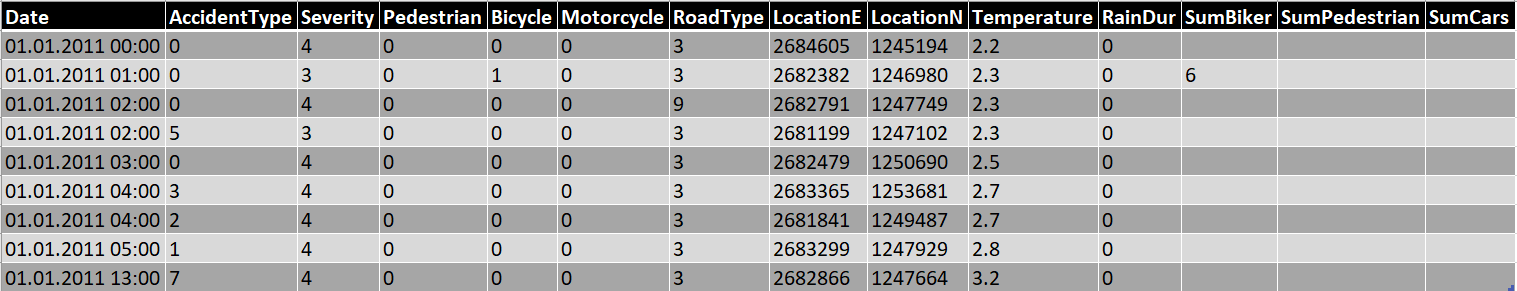 Date AccidentType Severity Pedestrian Bicycle Motorcycle RoadType LocationE LocationN Temperature RainDur SumBiker SumPedestrian SumCars
01.01.2011 00:00 0 4 0 0 0 3 2684605 1245194 2.2 0
01.01.2011 01:00 0 3 0 1 0 3 2682382 1246980 2.3 0 6
01.01.2011 02:00 0 4 0 0 0 9 2682791 1247749 2.3 0
01.01.2011 02:00 5 3 0 0 0 3 2681199 1247102 2.3 0
01.01.2011 03:00 0 4 0 0 0 3 2682479 1250690 2.5 0
01.01.2011 04:00 3 4 0 0 0 3 2683365 1253681 2.7 0
01.01.2011 04:00 2 4 0 0 0 3 2681841 1249487 2.7 0
01.01.2011 05:00 1 4 0 0 0 3 2683299 1247929 2.8 0
01.01.2011 13:00 7 4 0 0 0 3 2682866 1247664 3.2 0